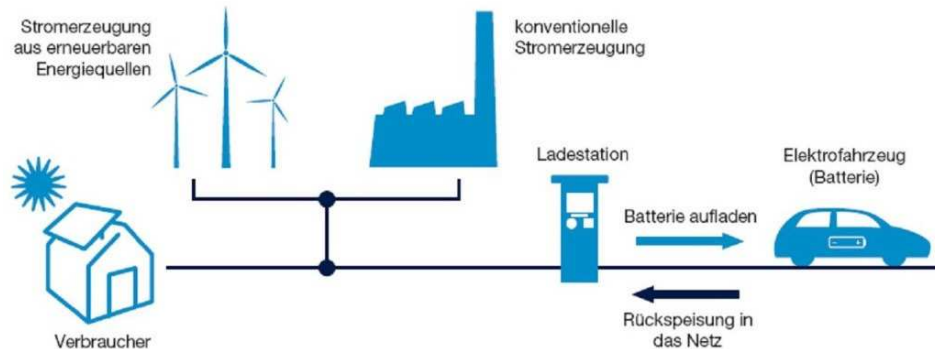 Stromerzeugung
aus erneuerbaren
Energiequellen
konventionelle
Stromerzeugung
Ladestation
Elektrofahrzeug
(Batterie)
Batterie aufladen
Rückspeisung in
das Netz
Verbraucher